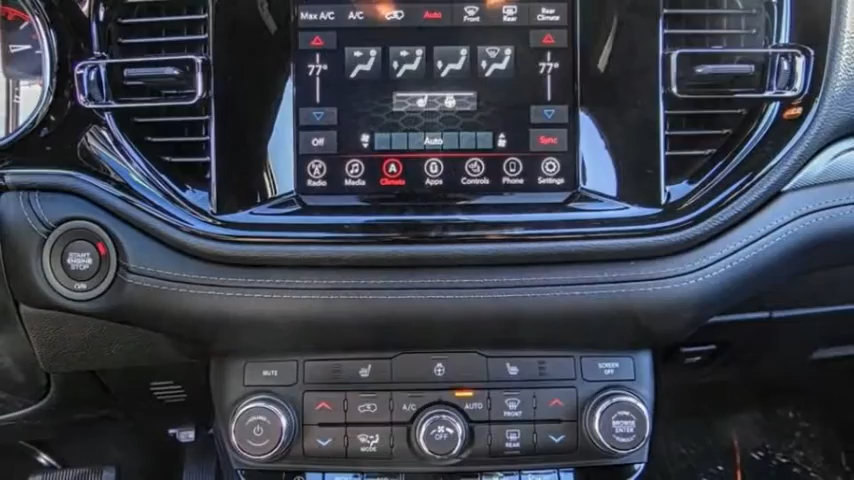 Max A/C A/C Auto Front Rear Rear Climate
77° 77°
Off Auto Sync
Radio Media Climate Apps Controls Phone Settings
START ENGINE STOP
RUN
MUTE SCREEN OFF
A/C AUTO FRONT
OFF BROWSE ENTER
MODE REAR